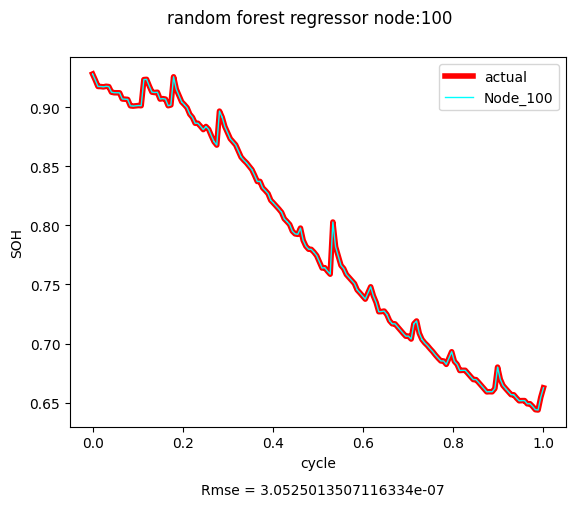 random forest regressor node:100
actual
Node_100
SOH
0.90
0.85
0.80
0.75
0.70
0.65
0.0 0.2 0.4 0.6 0.8 1.0
cycle
Rmse = 3.0525013507116334e-07